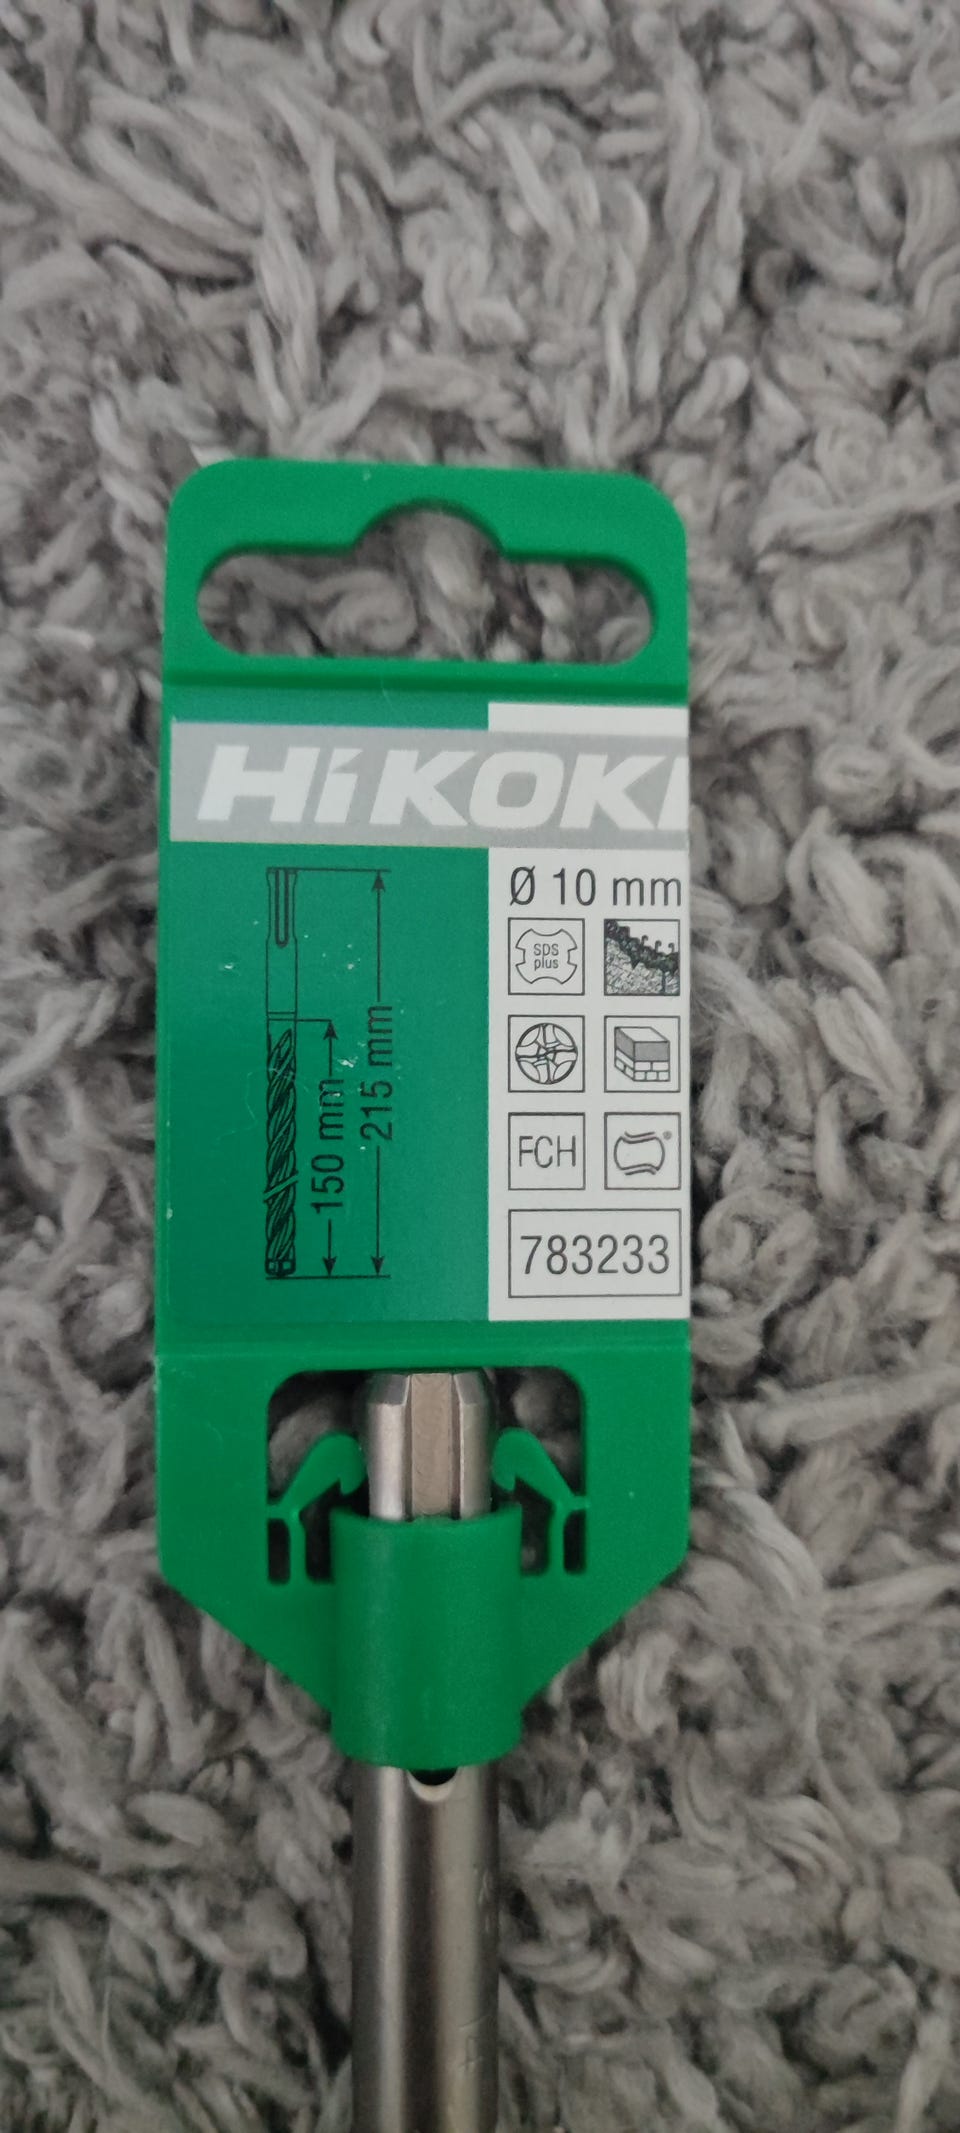 HiKOKI
Ø 10 mm
SDS
plus
150 mm
215 mm
FCH
®
783233